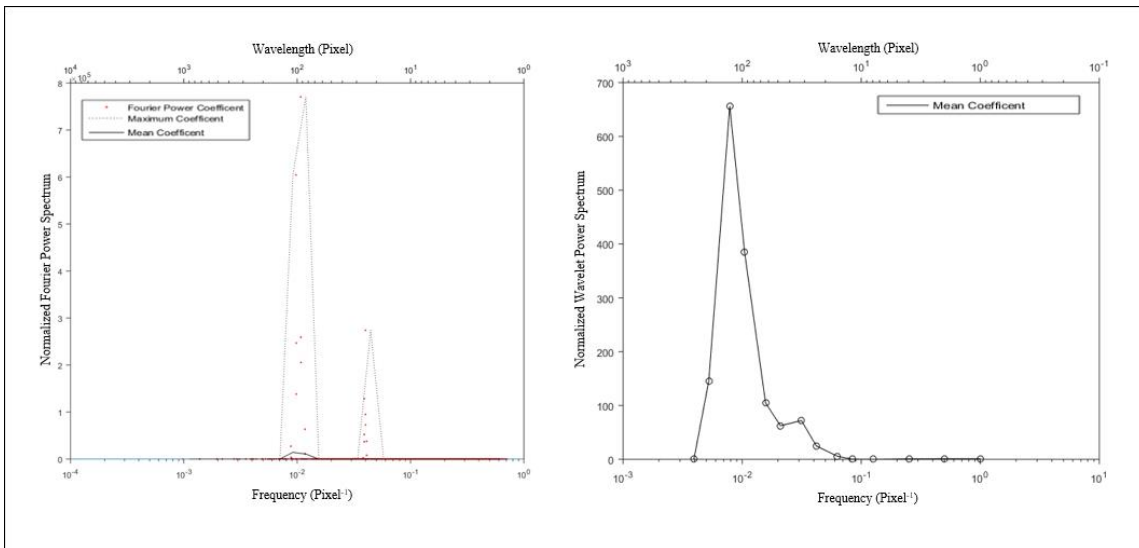 Wavelength (Pixel)
10^4 10^3 10^2 10^1 10^0
8 ×10^5
7
6
5
4
3
2
1
0
Normalized Fourier Power Spectrum
Fourier Power Coefficent
Maximum Coefficent
Mean Coefficent
10^-4 10^-3 10^-2 10^-1 10^0
Frequency (Pixel^-1)
Wavelength (Pixel)
10^3 10^2 10^1 10^0 10^-1
700
600
500
400
300
200
100
0
Normalized Wavelet Power Spectrum
Mean Coefficent
10^-3 10^-2 10^-1 10^0 10^1
Frequency (Pixel^-1)